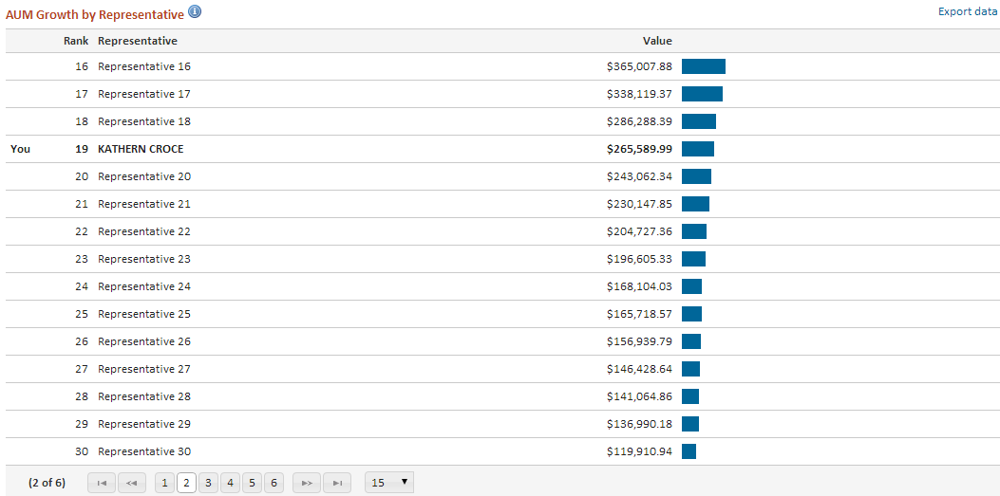 AUM Growth by Representative
Export data
Rank Representative Value
16 Representative 16 $365,007.88
17 Representative 17 $338,119.37
18 Representative 18 $286,288.39
You 19 KATHERN CROCE $265,589.99
20 Representative 20 $243,062.34
21 Representative 21 $230,147.85
22 Representative 22 $204,727.36
23 Representative 23 $196,605.33
24 Representative 24 $168,104.03
25 Representative 25 $165,718.57
26 Representative 26 $156,939.79
27 Representative 27 $146,428.64
28 Representative 28 $141,064.86
29 Representative 29 $136,990.18
30 Representative 30 $119,910.94
(2 of 6) 1 2 3 4 5 6 15